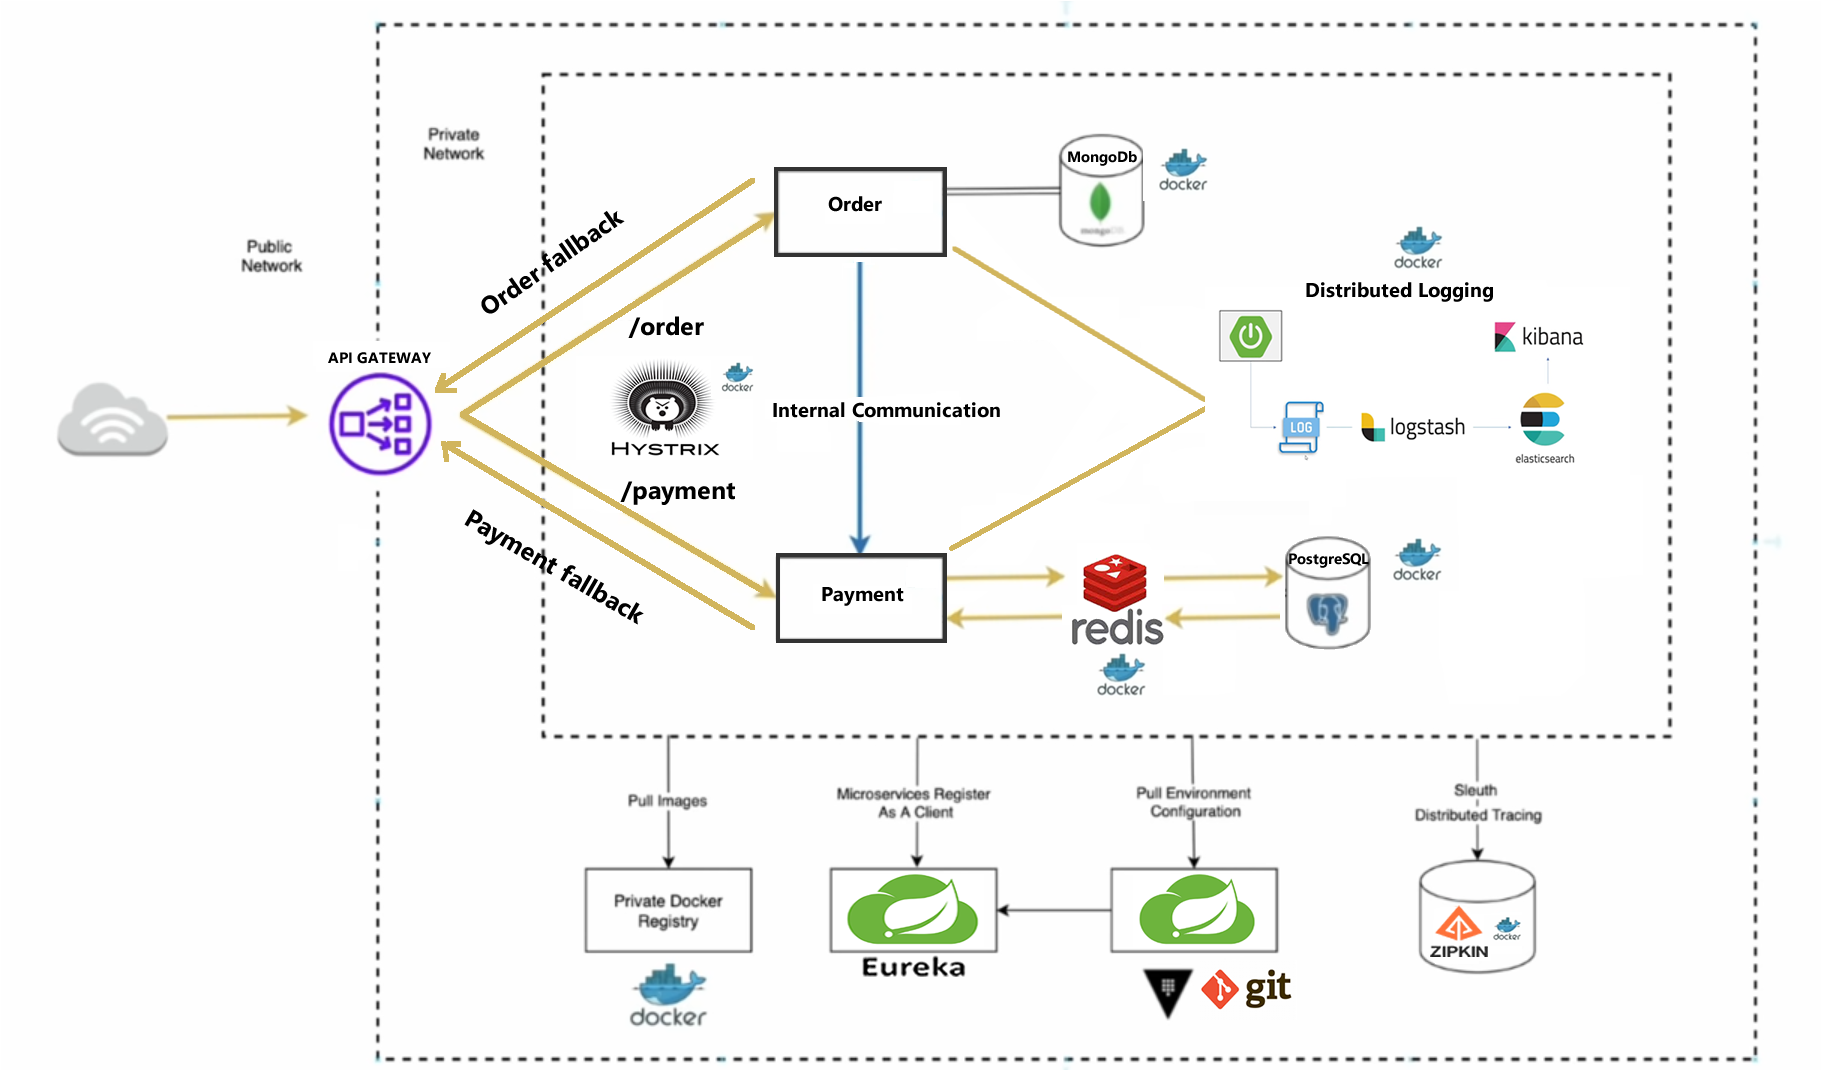 Private
Network
Public
Network
API GATEWAY
Order fallback
/order
HYSTRIX
docker
/payment
Payment fallback
Order
Internal Communication
Payment
MongoDb
mongoDB
docker
docker
Distributed Logging
LOG
logstash
kibana
elasticsearch
redis
docker
PostgreSQL
docker
Pull Images
Microservices Register
As A Client
Pull Environment
Configuration
Sleuth
Distributed Tracing
Private Docker
Registry
docker
Eureka
git
ZIPKIN
docker